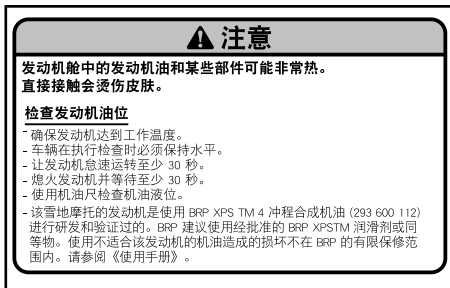 注意
发动机舱中的发动机油和某些部件可能非常热。
直接接触会烫伤皮肤。
检查发动机油位
- 确保发动机达到工作温度。
- 车辆在执行检查时必须保持水平。
- 让发动机怠速运转至少 30 秒。
- 熄火发动机并等待至少 30 秒。
- 使用机油尺检查机油液位。
- 该雪地摩托的发动机是使用 BRP XPS TM 4 冲程合成机油 (293 600 112)
进行研发和验证过的。BRP 建议使用经批准的 BRP XPSTM 润滑剂或同
等物。使用不适合该发动机的机油造成的损坏不在 BRP 的有限保修范
围内。请参阅《使用手册》。